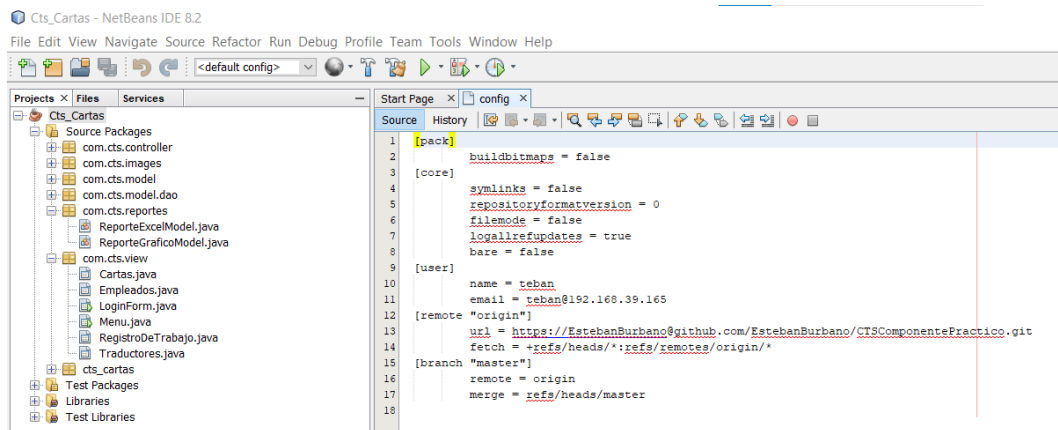 Cts_Cartas - NetBeans IDE 8.2
File Edit View Navigate Source Refactor Run Debug Profile Team Tools Window Help
<default config>
Projects × Files Services
Start Page × config ×
Cts_Cartas
Source Packages
com.cts.controller
com.cts.images
com.cts.model
com.cts.model.dao
com.cts.reportes
ReporteExcelModel.java
ReporteGraficoModel.java
com.cts.view
Cartas.java
Empleados.java
LoginForm.java
Menu.java
RegistroDeTrabajo.java
Traductores.java
cts_cartas
Test Packages
Libraries
Test Libraries
Source History
1 [pack]
2 buildbitmaps = false
3 [core]
4 symlinks = false
5 repositoryformatversion = 0
6 filemode = false
7 logallrefupdates = true
8 bare = false
9 [user]
10 name = teban
11 email = teban@192.168.39.165
12 [remote "origin"]
13 url = https://EstebanBurbano@github.com/EstebanBurbano/CTSComponentePractico.git
14 fetch = +refs/heads/*:refs/remotes/origin/*
15 [branch "master"]
16 remote = origin
17 merge = refs/heads/master
18